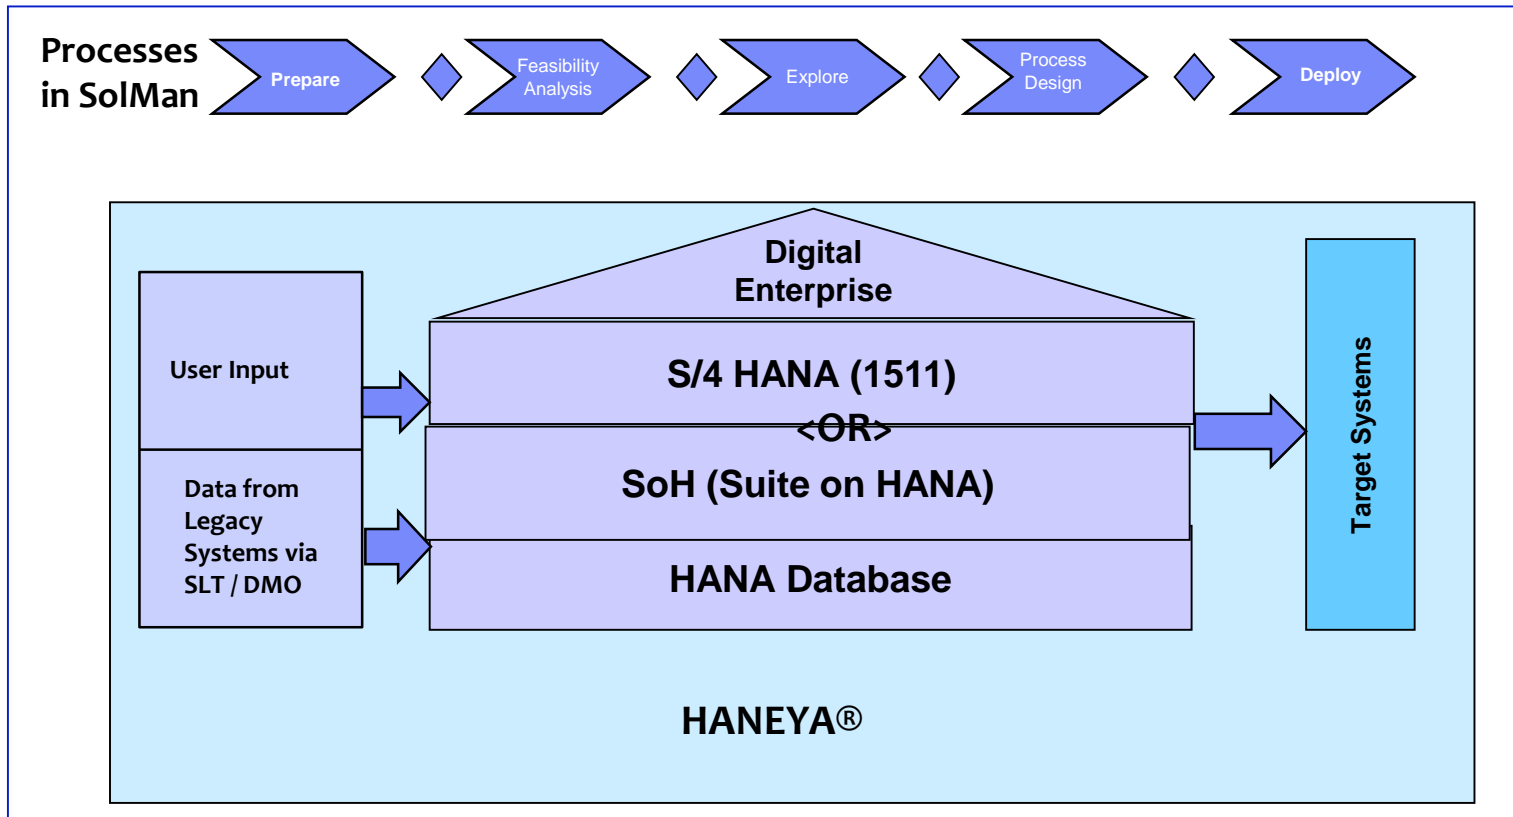 Processes
in SolMan
Prepare
Feasibility
Analysis
Explore
Process
Design
Deploy
Digital
Enterprise
User Input
S/4 HANA (1511)
<OR>
SoH (Suite on HANA)
Data from
Legacy
Systems via
SLT / DMO
HANA Database
Target Systems
HANEYA®